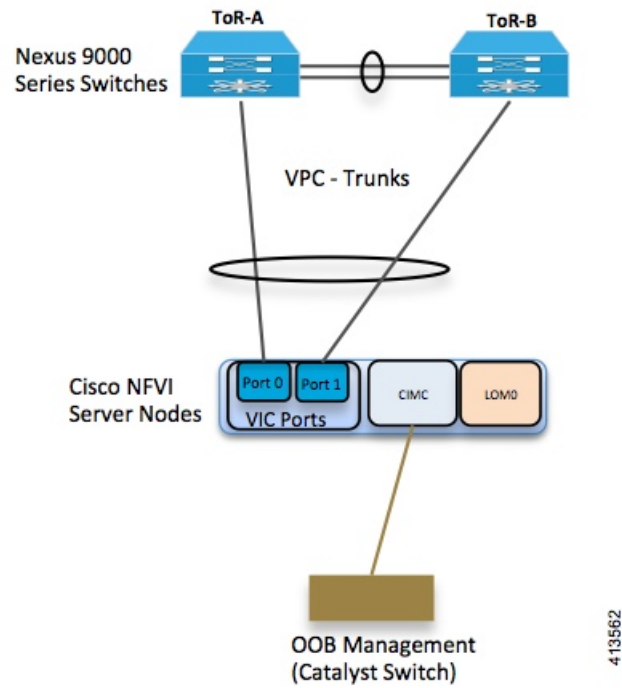 ToR-A
ToR-B
Nexus 9000
Series Switches
VPC - Trunks
Cisco NFVI
Server Nodes
Port 0
Port 1
VIC Ports
CIMC
LOM0
OOB Management
(Catalyst Switch)
413562